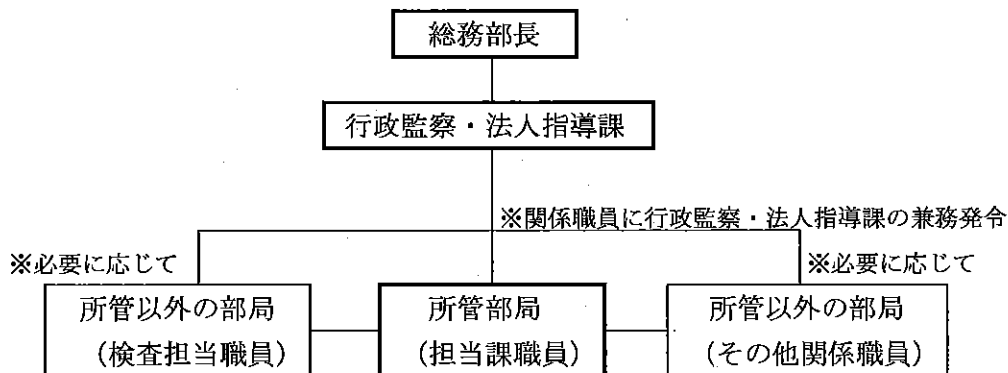 総務部長
行政監察・法人指導課
※関係職員に行政監察・法人指導課の兼務発令
※必要に応じて
※必要に応じて
所管以外の部局
(検査担当職員)
所管部局
(担当課職員)
所管以外の部局
(その他関係職員)